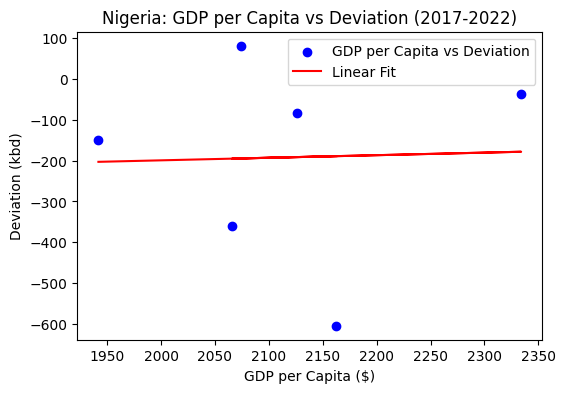 Nigeria: GDP per Capita vs Deviation (2017-2022)
GDP per Capita vs Deviation
Linear Fit
Deviation (kbd)
100
0
−100
−200
−300
−400
−500
−600
1950 2000 2050 2100 2150 2200 2250 2300 2350
GDP per Capita ($)